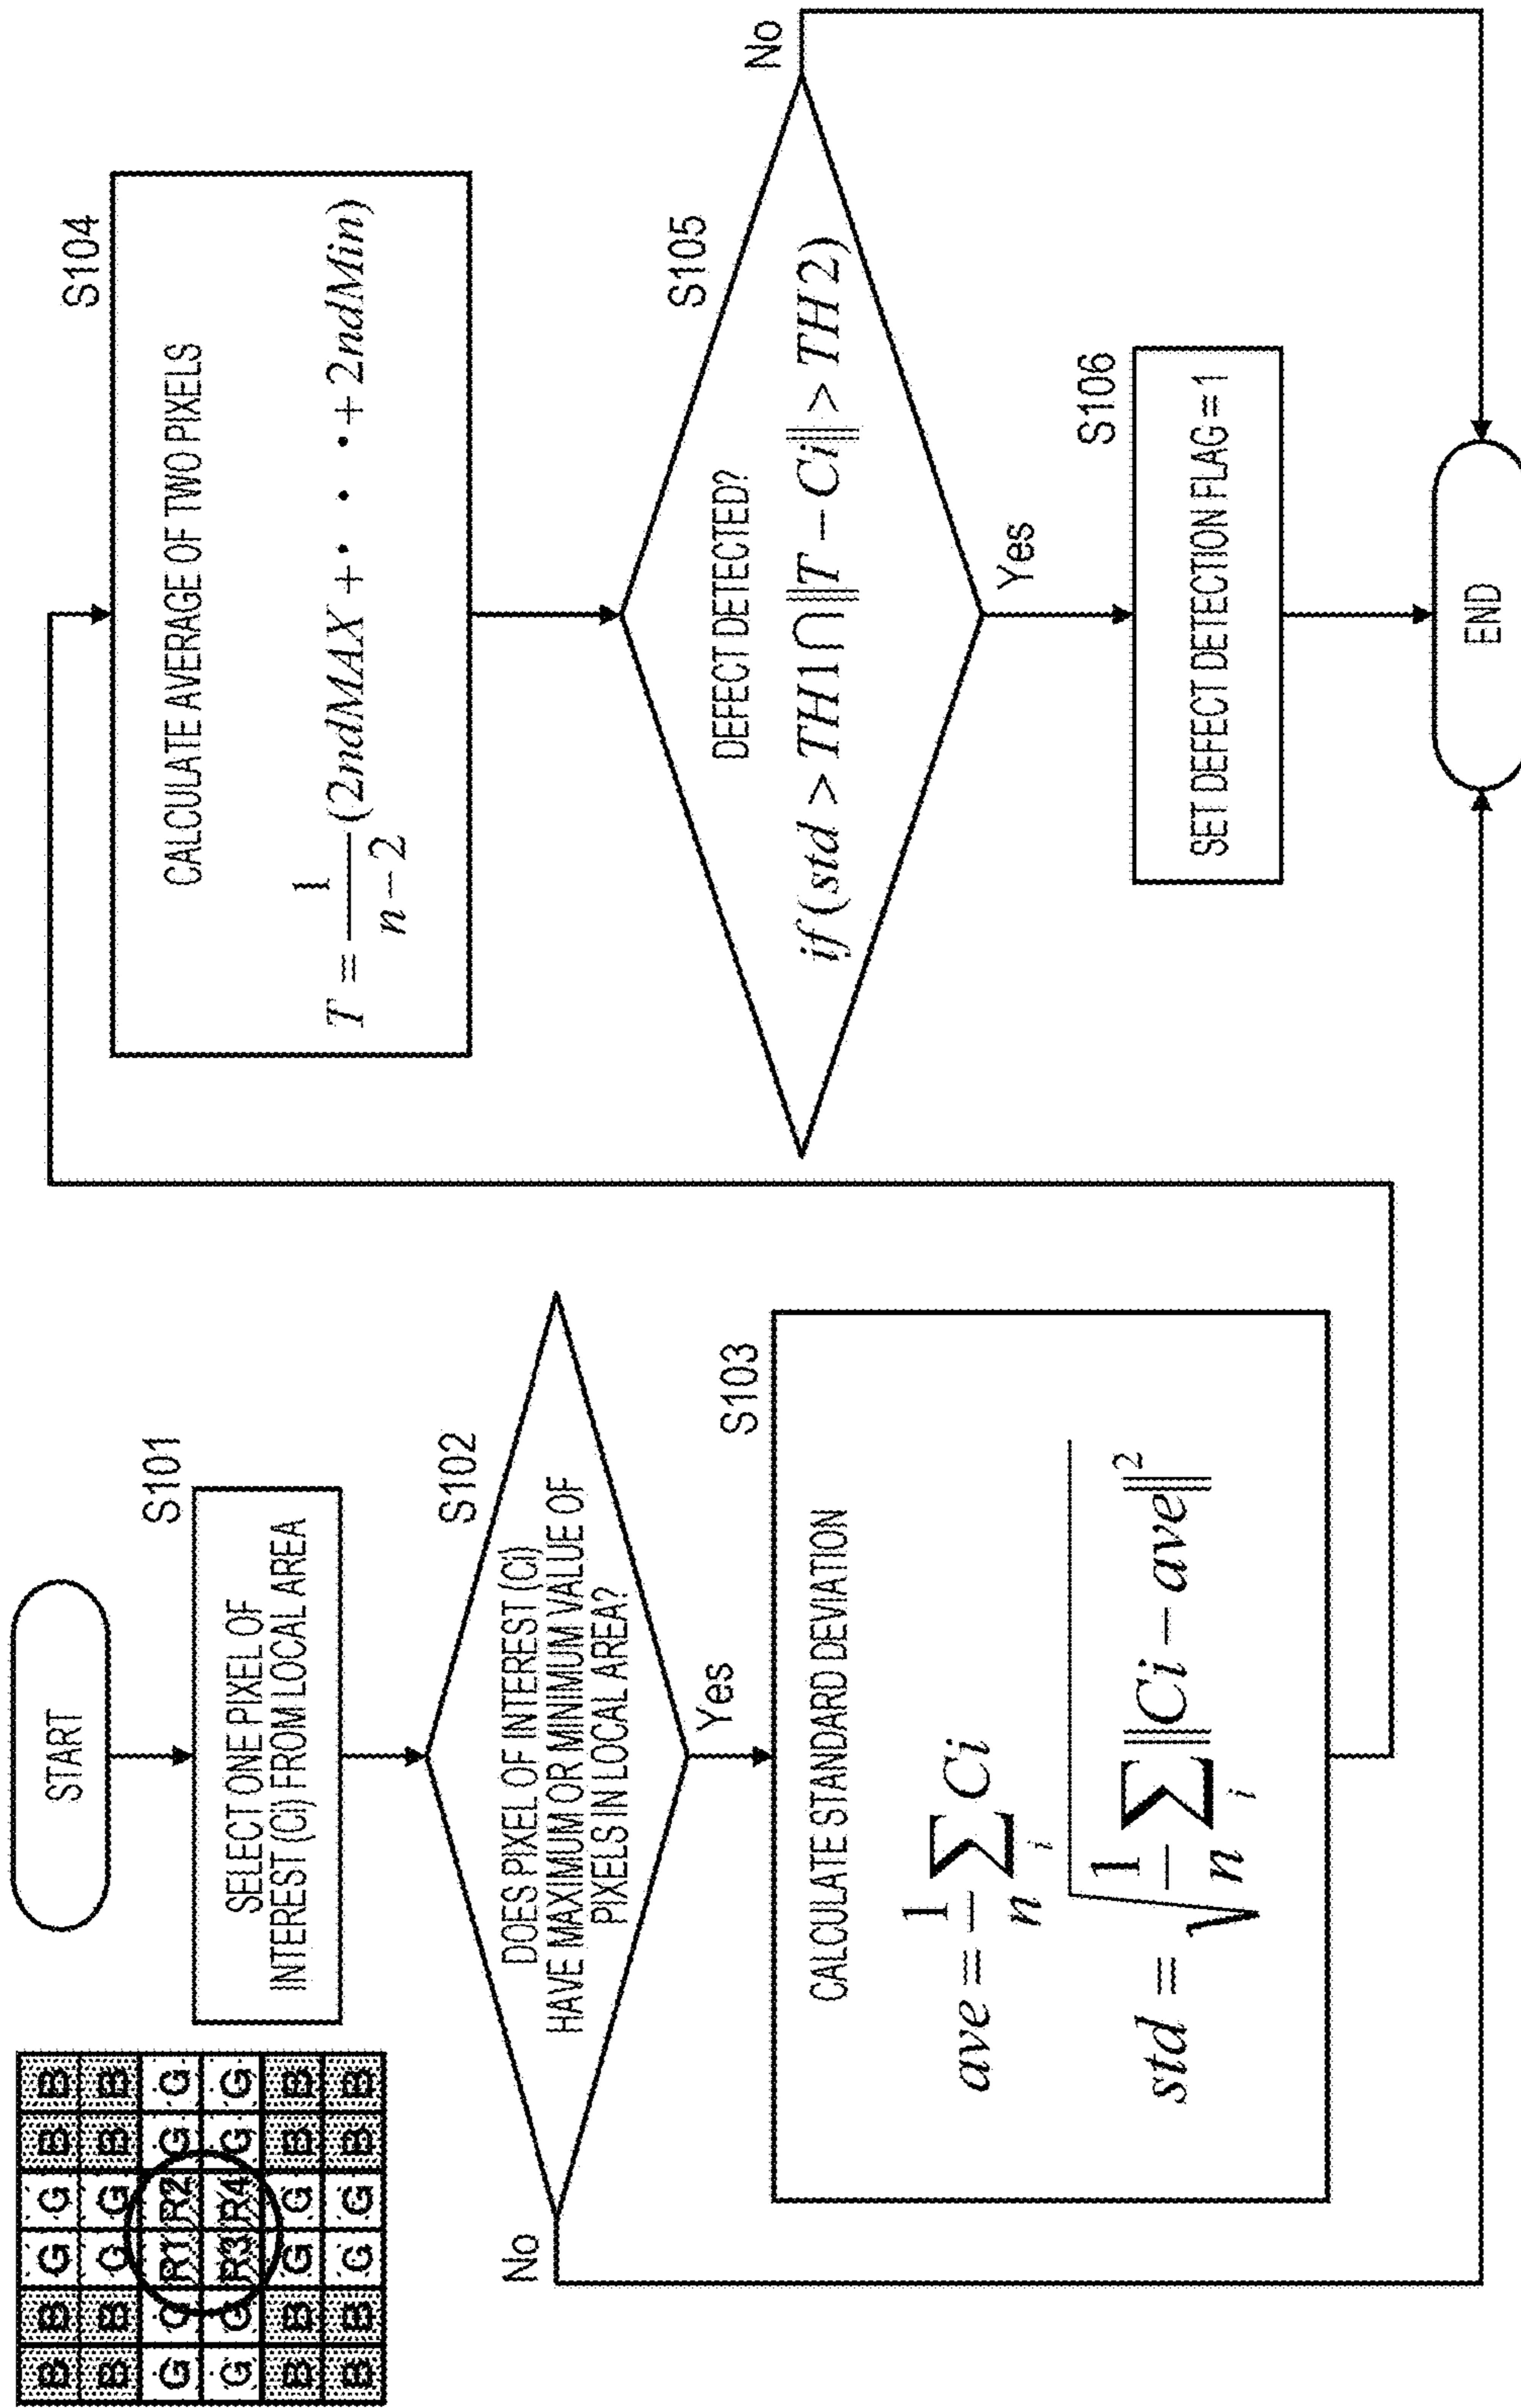 B B G G B B
B B G G B B
G G R1 R2 G G
G G R3 R4 G G
B B G G B B
B B G G B B
START
S101
SELECT ONE PIXEL OF
INTEREST (Ci) FROM LOCAL AREA
S102
DOES PIXEL OF INTEREST (Ci)
HAVE MAXIMUM OR MINIMUM VALUE OF
PIXELS IN LOCAL AREA?
No
Yes
S103
CALCULATE STANDARD DEVIATION
ave = 1/n ∑i Ci
std = √(1/n ∑i ‖Ci − ave‖²)
S104
CALCULATE AVERAGE OF TWO PIXELS
T = 1/(n−2) (2ndMAX + • • • + 2ndMin)
S105
DEFECT DETECTED?
if (std > TH1 ∩ ‖T − Ci‖ > TH2)
No
Yes
S106
SET DEFECT DETECTION FLAG = 1
END